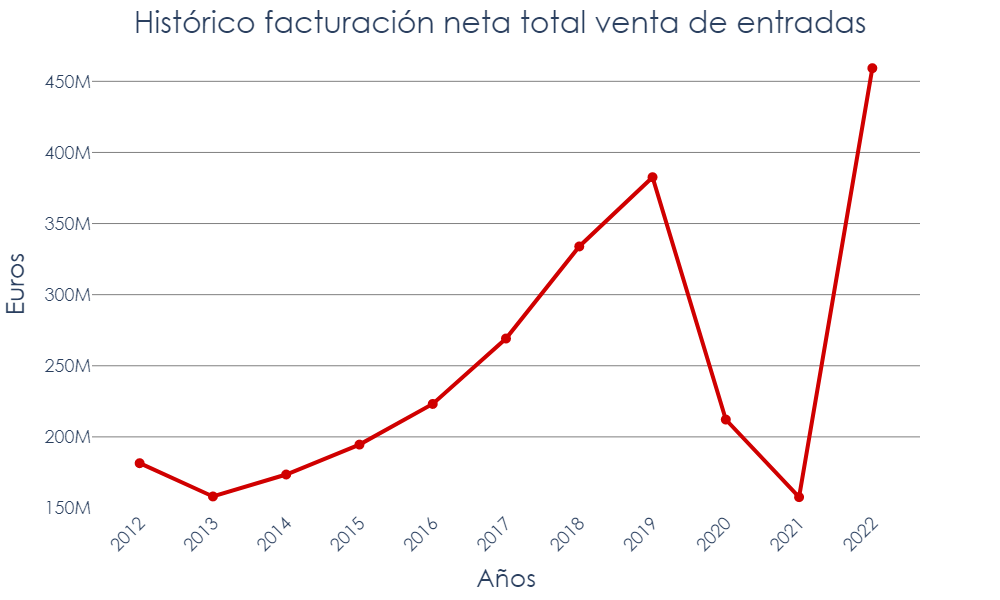 Histórico facturación neta total venta de entradas
450M
400M
350M
300M
250M
200M
150M
Euros
2012
2013
2014
2015
2016
2017
2018
2019
2020
2021
2022
Años